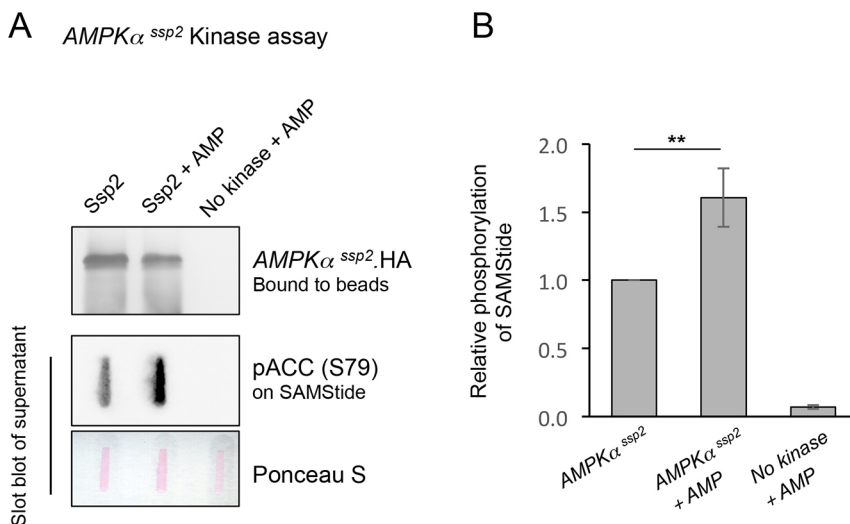 A
AMPKα ssp2 Kinase assay
Ssp2
Ssp2 + AMP
No kinase + AMP
AMPKα ssp2.HA
Bound to beads
Slot blot of supernatant
pACC (S79)
on SAMStide
Ponceau S
B
Relative phosphorylation
of SAMStide
**
2.0
1.5
1.0
0.5
0.0
AMPKα ssp2
AMPKα ssp2
+ AMP
No kinase
+ AMP